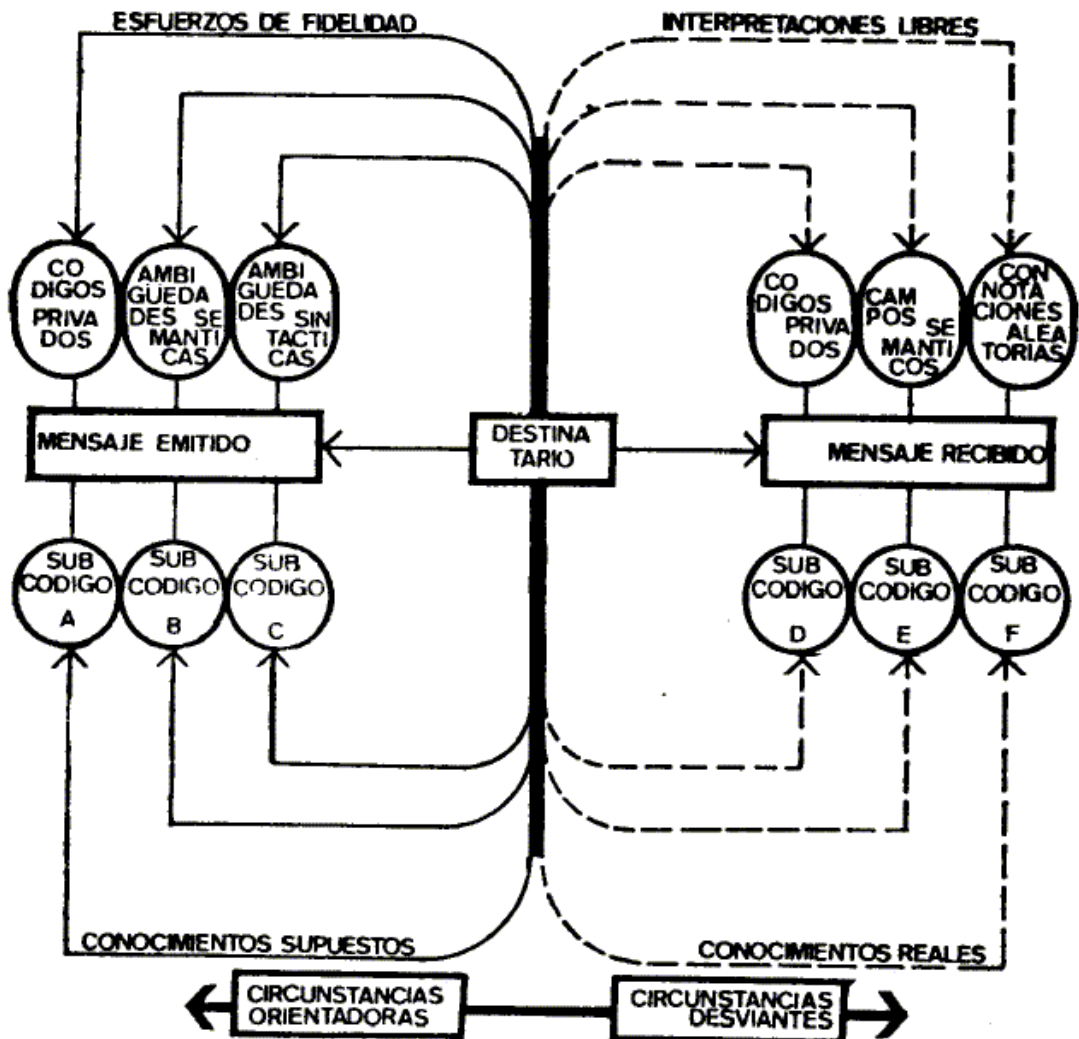 ESFUERZOS DE FIDELIDAD
INTERPRETACIONES LIBRES
CO
DIGOS
PRIVA
DOS
AMBI
GUEDA
DES SE
MANTI
CAS
AMBI
GUEDA
DES SIN
TACTI
CAS
CO
DIGOS
PRIVA
DOS
CAM
POS SE
MANTI
COS
CON
NOTA
CIONES
ALEA
TORIAS
MENSAJE EMITIDO
DESTINA
TARIO
MENSAJE RECIBIDO
SUB
CODIGO
A
SUB
CODIGO
B
SUB
CODIGO
C
SUB
CODIGO
D
SUB
CODIGO
E
SUB
CODIGO
F
CONOCIMIENTOS SUPUESTOS
CONOCIMIENTOS REALES
CIRCUNSTANCIAS
ORIENTADORAS
CIRCUNSTANCIAS
DESVIANTES